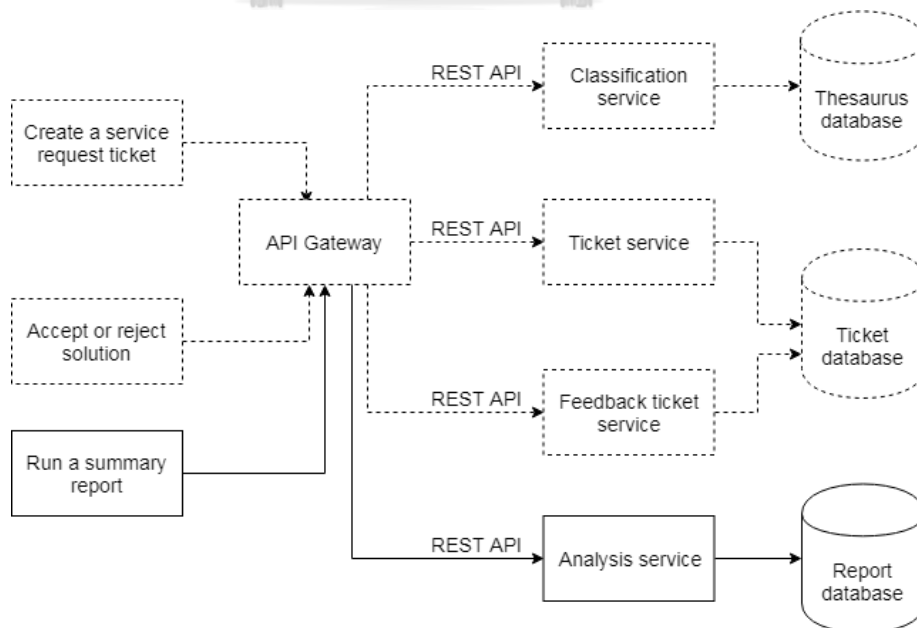 REST API
Classification
service
Thesaurus
database
Create a service
request ticket
API Gateway
REST API
Ticket service
Accept or reject
solution
Ticket
database
REST API
Feedback ticket
service
Run a summary
report
REST API
Analysis service
Report
database